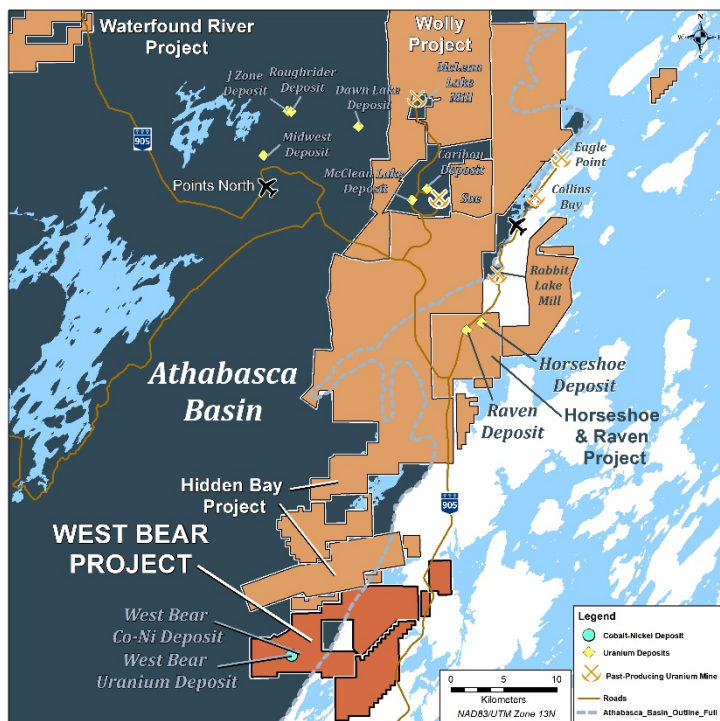 Waterfound River
Project
Wolly
Project
N
McLean
Lake
Mill
J Zone
Deposit
Roughrider
Deposit
Dawn Lake
Deposit
905
Midwest
Deposit
Points North
McClean Lake
Deposit
Caribou
Deposit
Sue
Eagle
Point
Collins
Bay
Rabbit
Lake
Mill
Horseshoe
Deposit
Athabasca
Basin
Raven
Deposit
Horseshoe
& Raven
Project
Hidden Bay
Project
905
WEST BEAR
PROJECT
West Bear
Co-Ni Deposit
West Bear
Uranium Deposit
0 5 10
Kilometers
NAD83/UTM Zone 13N
Legend
Cobalt-Nickel Deposit
Uranium Deposits
Past-Producing Uranium Mine
Roads
Athabasca_Basin_Outline_Full